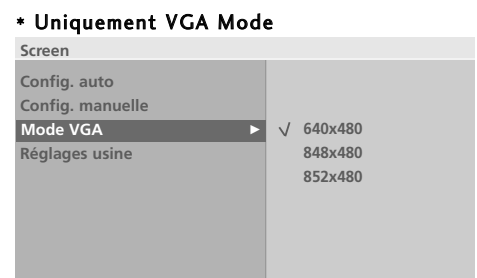 * Uniquement VGA Mode
Screen
Config. auto
Config. manuelle
Mode VGA ► √ 640x480
848x480
Réglages usine
852x480